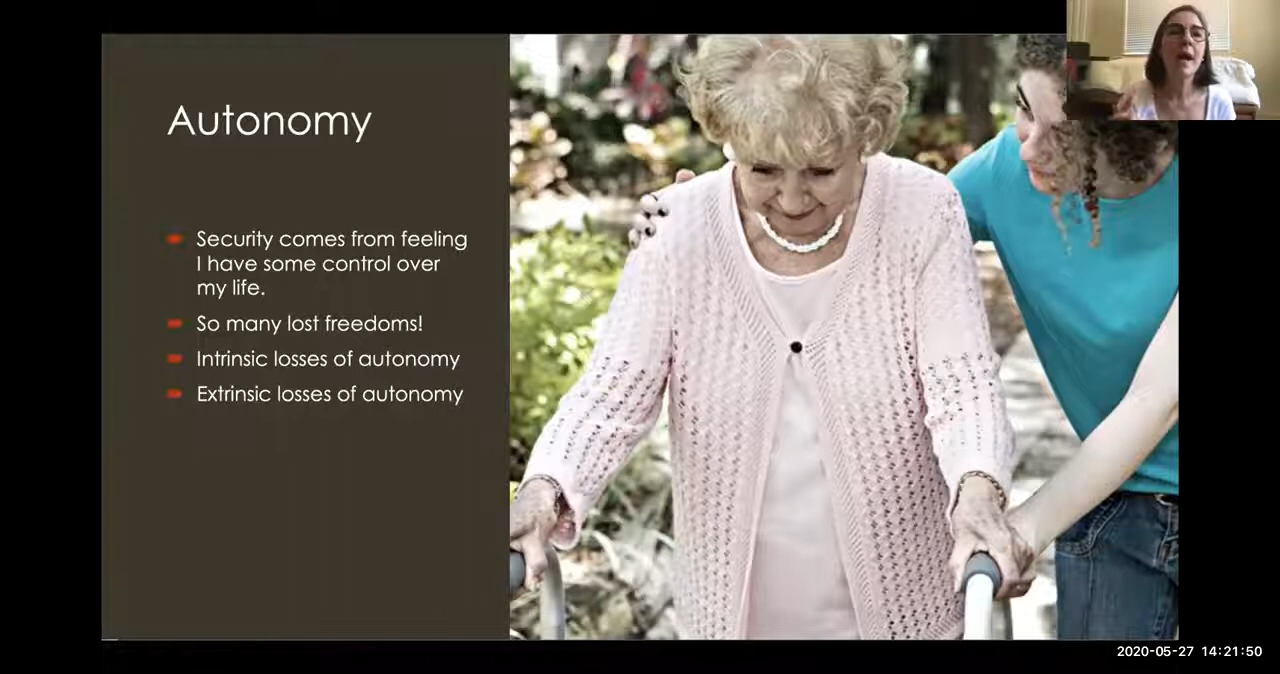 Autonomy
Security comes from feeling
I have some control over
my life.
So many lost freedoms!
Intrinsic losses of autonomy
Extrinsic losses of autonomy
2020-05-27 14:21:50